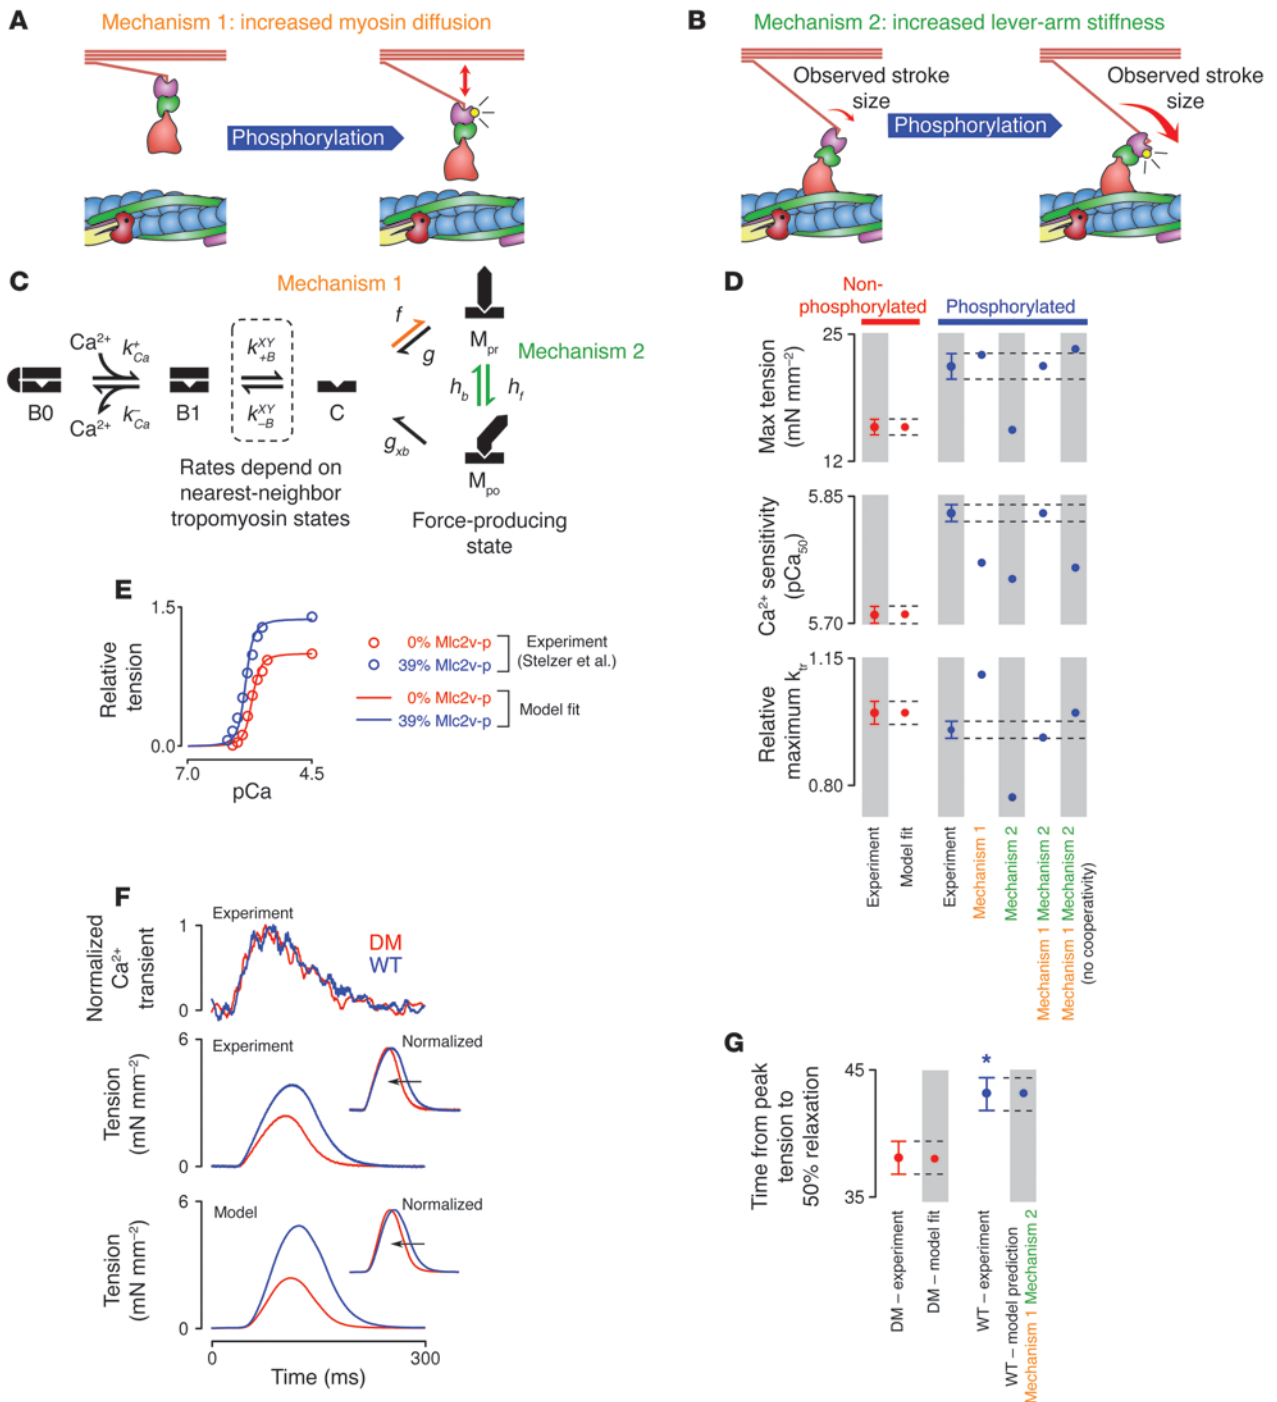 A
Mechanism 1: increased myosin diffusion
Phosphorylation
B
Mechanism 2: increased lever-arm stiffness
Observed stroke
size
Phosphorylation
Observed stroke
size
C
Mechanism 1
Ca²⁺
k⁺Ca
Ca²⁺
k⁻Ca
B0
B1
kXY+B
kXY−B
C
f
g
Mpr
Mechanism 2
hb
hf
gxb
Mpo
Rates depend on
nearest-neighbor
tropomyosin states
Force-producing
state
D
Non-
phosphorylated
Phosphorylated
Max tension
(mN mm⁻²)
25
12
Ca²⁺ sensitivity
(pCa₅₀)
5.85
5.70
Relative
maximum ktr
1.15
0.80
Experiment
Model fit
Experiment
Mechanism 1
Mechanism 2
Mechanism 1 Mechanism 2
Mechanism 1 Mechanism 2
(no cooperativity)
E
Relative
tension
1.5
0.0
7.0
4.5
pCa
0% Mlc2v-p
39% Mlc2v-p
Experiment
(Stelzer et al.)
0% Mlc2v-p
39% Mlc2v-p
Model fit
F
Normalized
Ca²⁺
transient
1
0
Experiment
DM
WT
Tension
(mN mm⁻²)
6
0
Experiment
Normalized
Tension
(mN mm⁻²)
6
0
Model
Normalized
0
300
Time (ms)
G
Time from peak
tension to
50% relaxation
45
35
*
DM – experiment
DM – model fit
WT – experiment
WT – model prediction
Mechanism 1 Mechanism 2